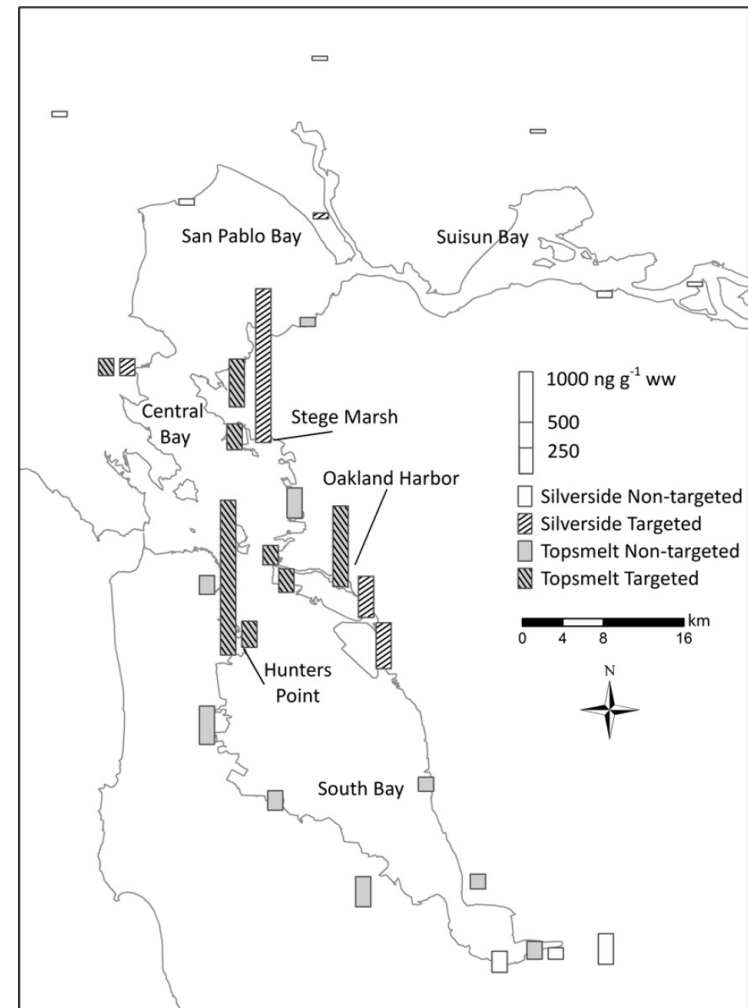 San Pablo Bay
Suisun Bay
Central
Bay
Stege Marsh
Oakland Harbor
1000 ng g⁻¹ ww
500
250
Silverside Non-targeted
Silverside Targeted
Topsmelt Non-targeted
Topsmelt Targeted
km
0 4 8 16
N
Hunters
Point
South Bay